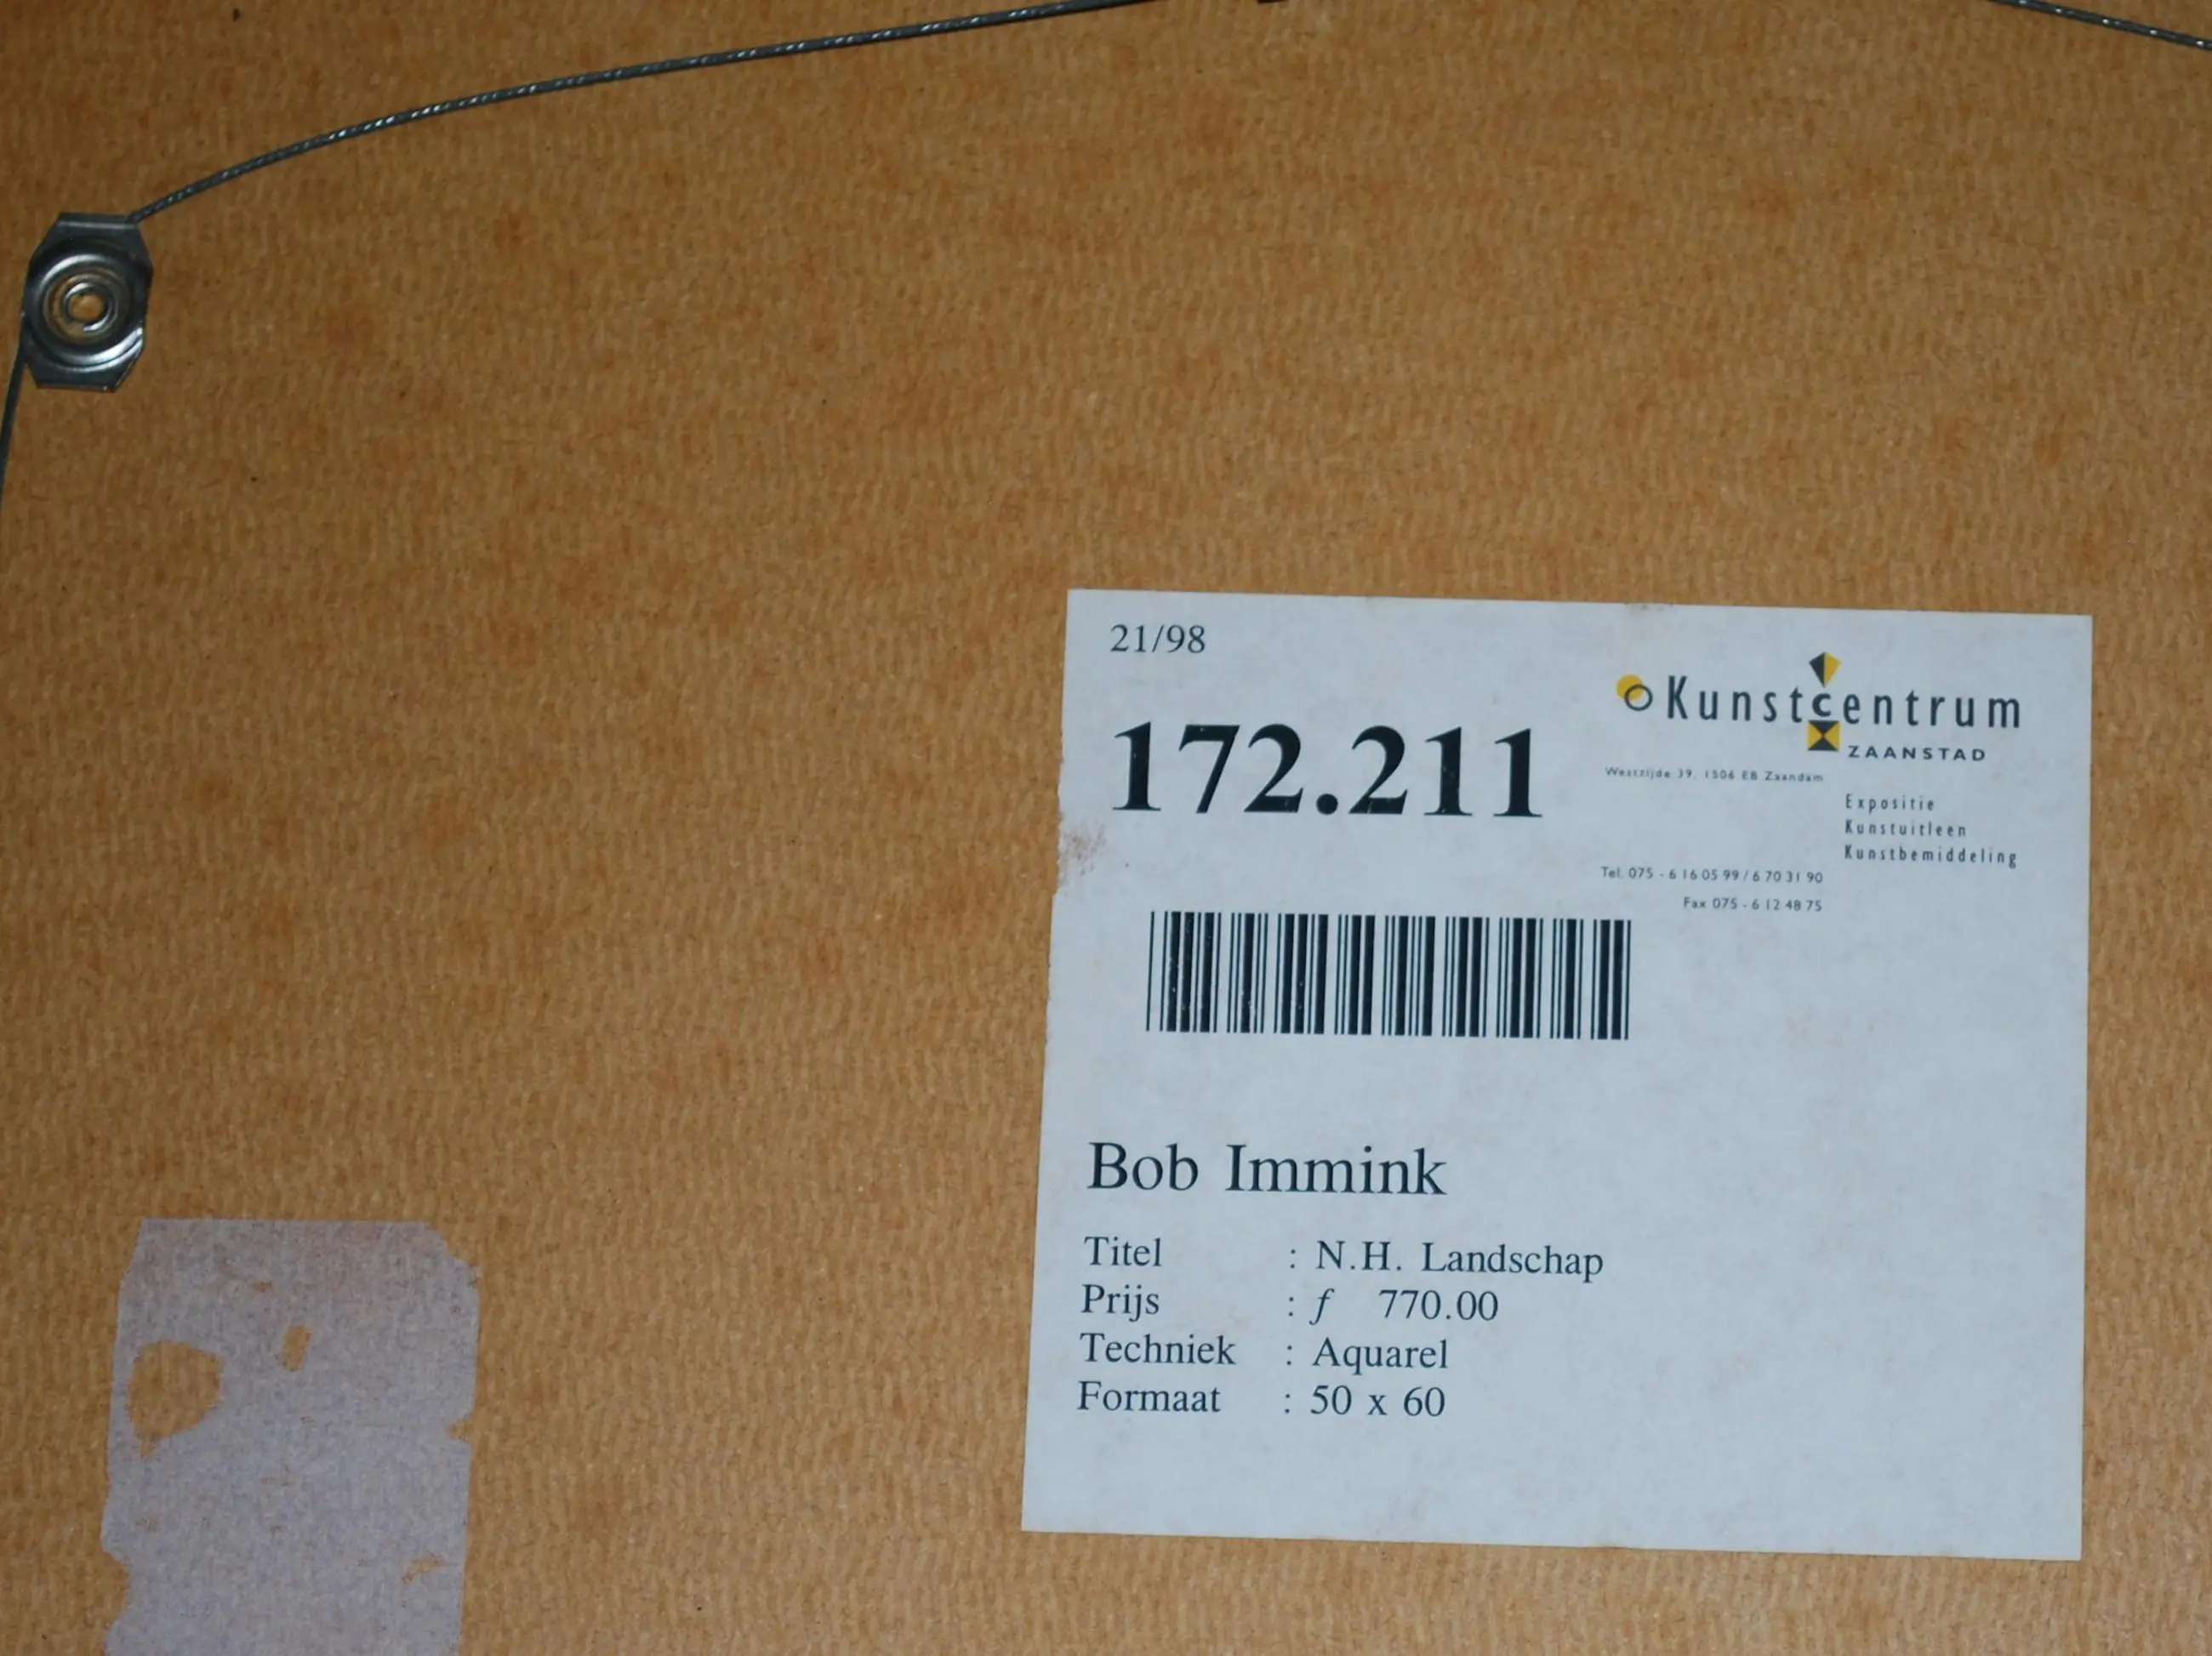 21/98
172.211
Kunstcentrum
ZAANSTAD
Westzijde 39, 1506 EB Zaandam
Expositie
Kunstuitleen
Kunstbemiddeling
Tel. 075 - 6 16 05 99 / 6 70 31 90
Fax 075 - 6 12 48 75
Bob Immink
Titel : N.H. Landschap
Prijs : ƒ 770.00
Techniek : Aquarel
Formaat : 50 x 60